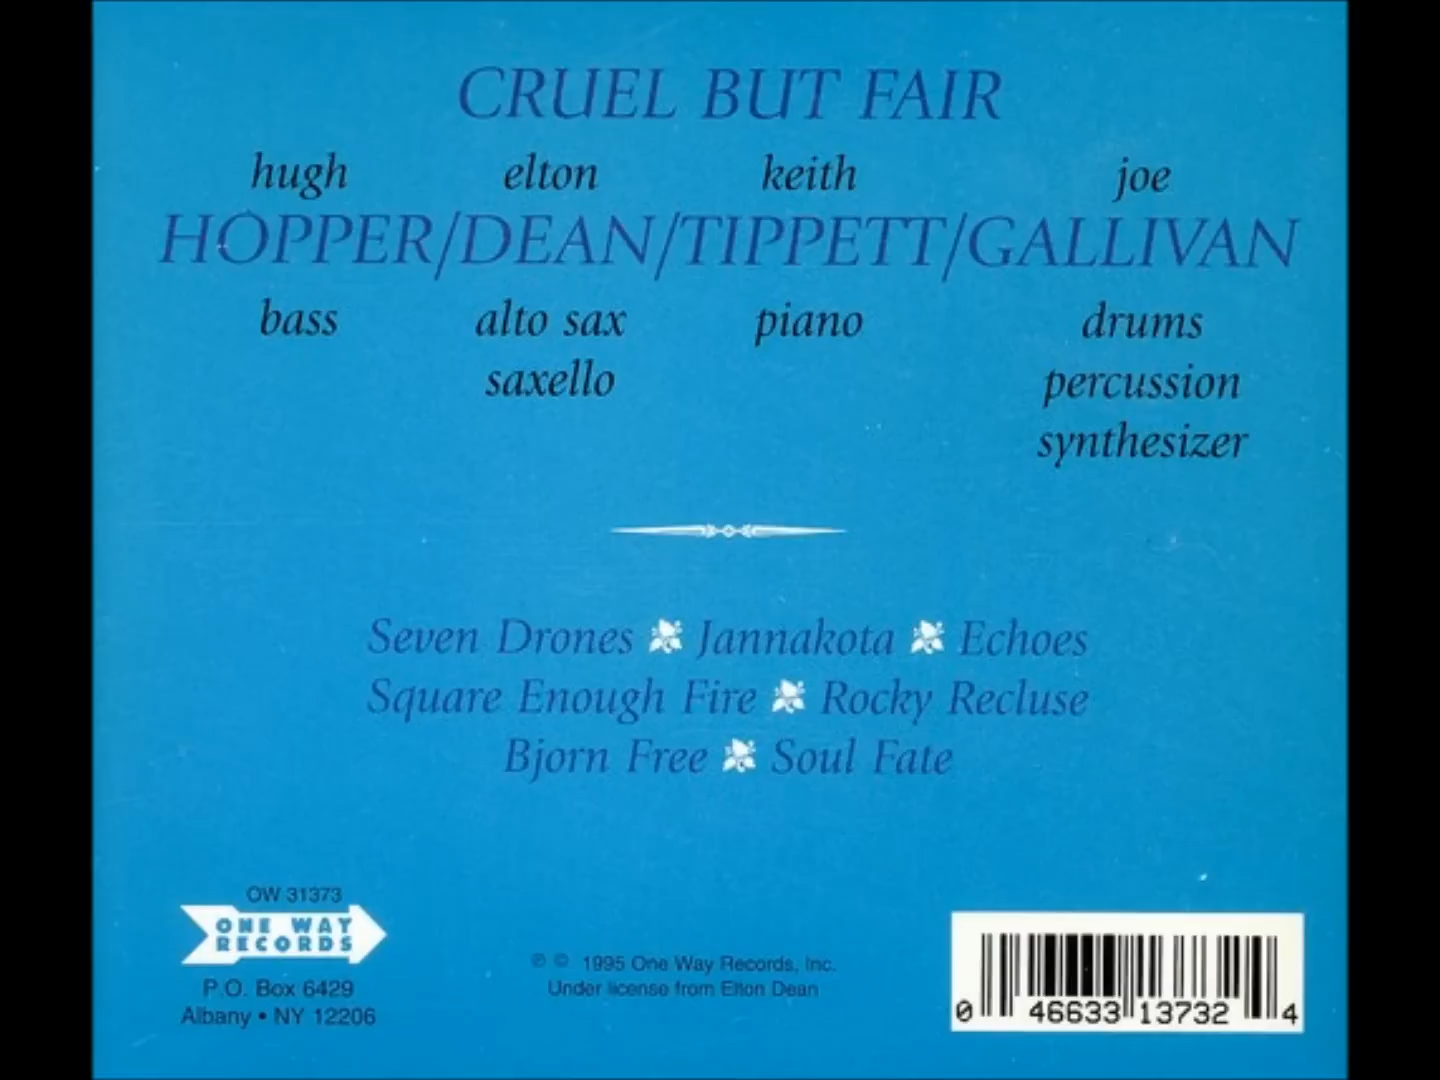 CRUEL BUT FAIR
hugh elton keith joe
HOPPER/DEAN/TIPPETT/GALLIVAN
bass alto sax piano drums
saxello percussion
synthesizer
Seven Drones Jannakota Echoes
Square Enough Fire Rocky Recluse
Bjorn Free Soul Fate
OW 31373
ONE WAY
RECORDS
P.O. Box 6429
Albany • NY 12206
℗ © 1995 One Way Records, Inc.
Under license from Elton Dean
0 46633 13732 4